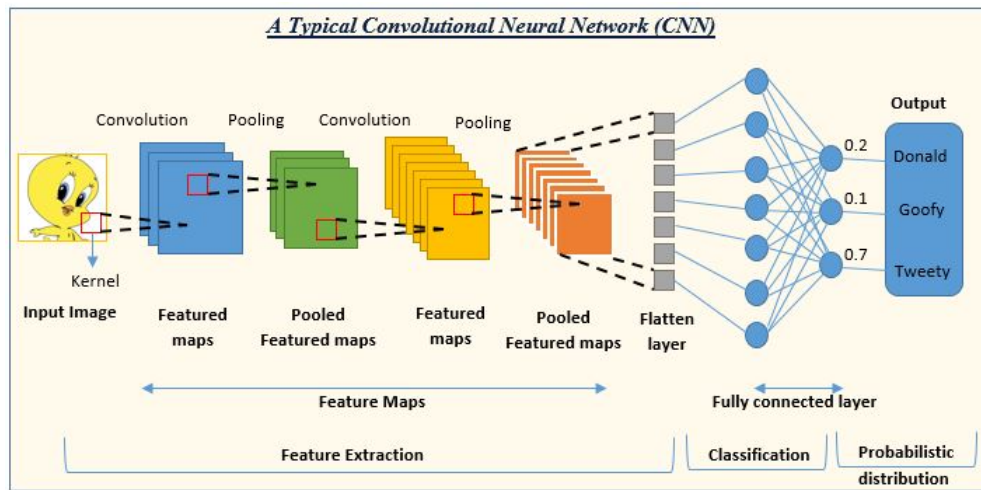 A Typical Convolutional Neural Network (CNN)
Convolution
Pooling
Convolution
Pooling
Output
0.2
Donald
0.1
Goofy
0.7
Tweety
Kernel
Input Image
Featured
maps
Pooled
Featured maps
Featured
maps
Pooled
Featured maps
Flatten
layer
Feature Maps
Fully connected layer
Feature Extraction
Classification
Probabilistic
distribution